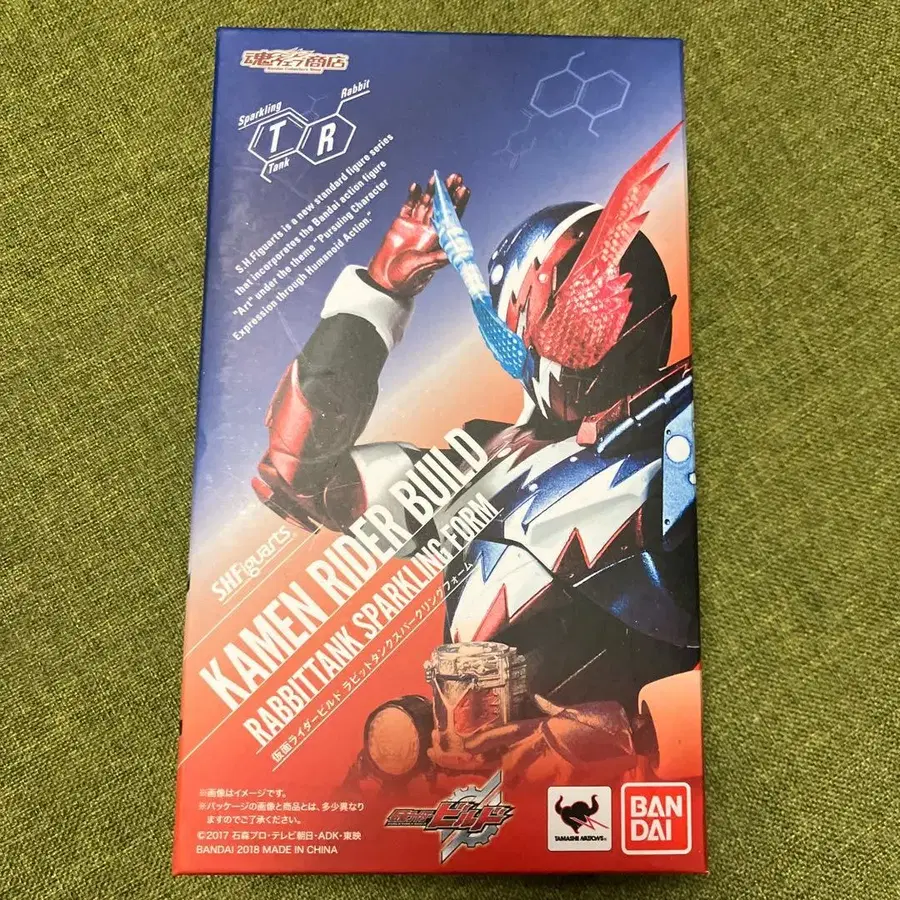 魂ウェブ商店
Sparkling
Rabbit
T R
Tank
S.H.Figuarts is a new standard figure series
that incorporates the Bandai action figure
"Art" under the theme "Pursuing Character
Expression through Humanoid Action."
S.H.Figuarts
KAMEN RIDER BUILD
RABBITTANK SPARKLING FORM
仮面ライダービルド ラビットタンクスパークリングフォーム
※画像はイメージです。
※パッケージの画像と商品とは、多少異なり
ますのでご了承ください。
©2017 石森プロ・テレビ朝日・ADK・東映
BANDAI 2018 MADE IN CHINA
仮面ライダービルド
TAMASHII NATIONS
BAN
DAI